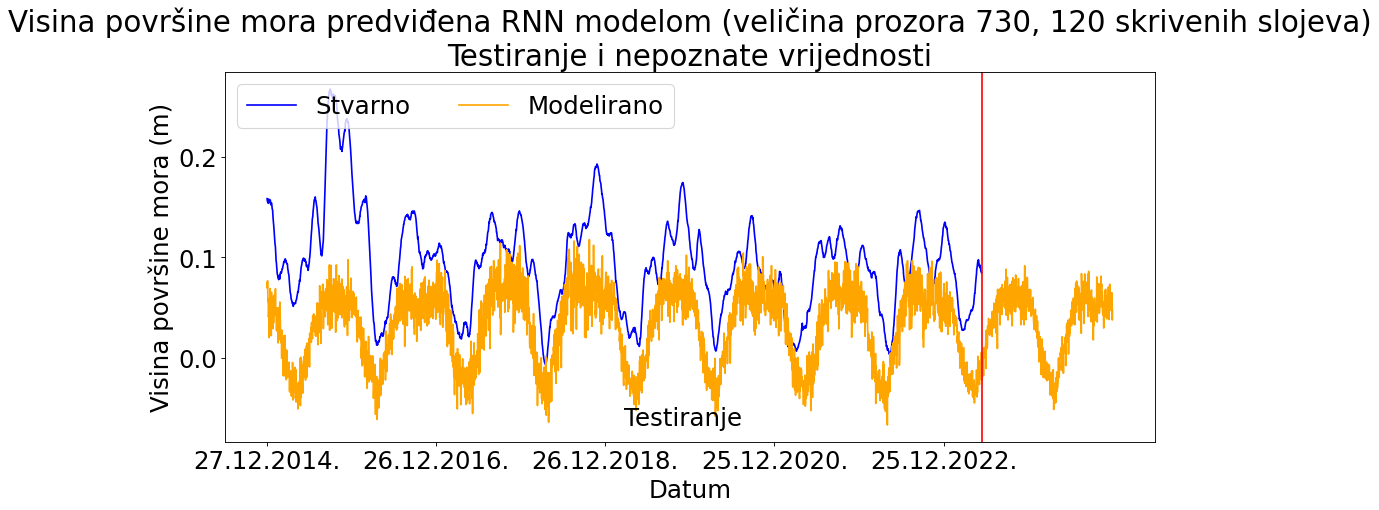 Visina površine mora predviđena RNN modelom (veličina prozora 730, 120 skrivenih slojeva)
Testiranje i nepoznate vrijednosti
Stvarno Modelirano
Visina površine mora (m)
0.2
0.1
0.0
Testiranje
27.12.2014. 26.12.2016. 26.12.2018. 25.12.2020. 25.12.2022.
Datum